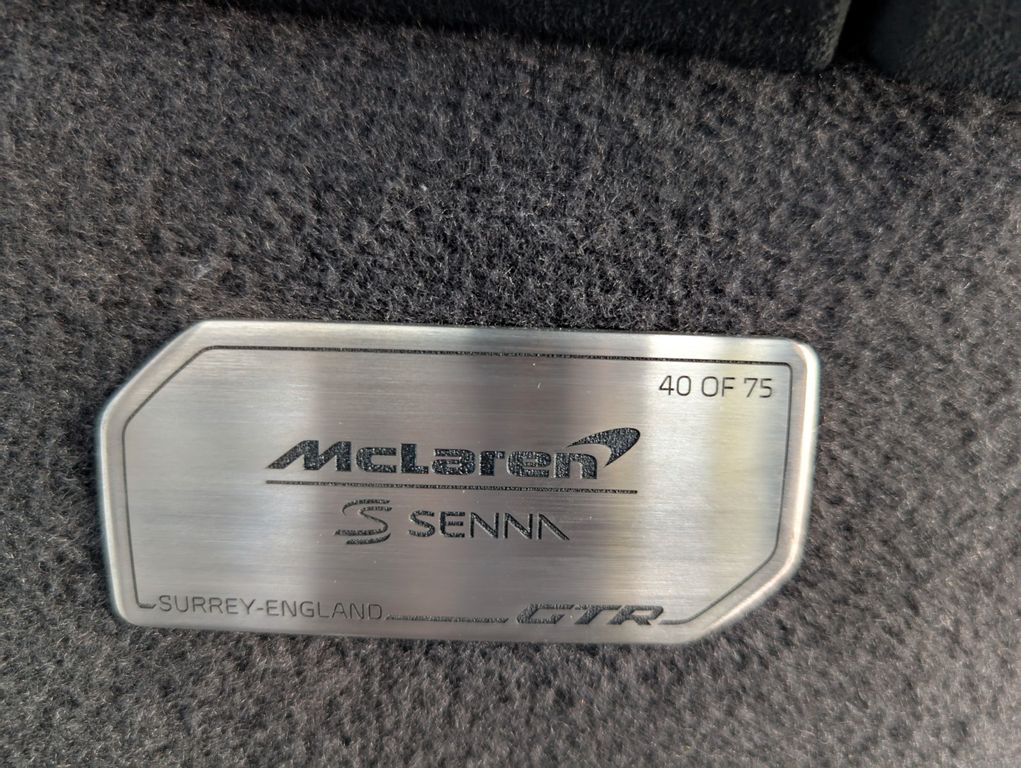 40 OF 75
McLaren
SENNA
SURREY-ENGLAND GTR